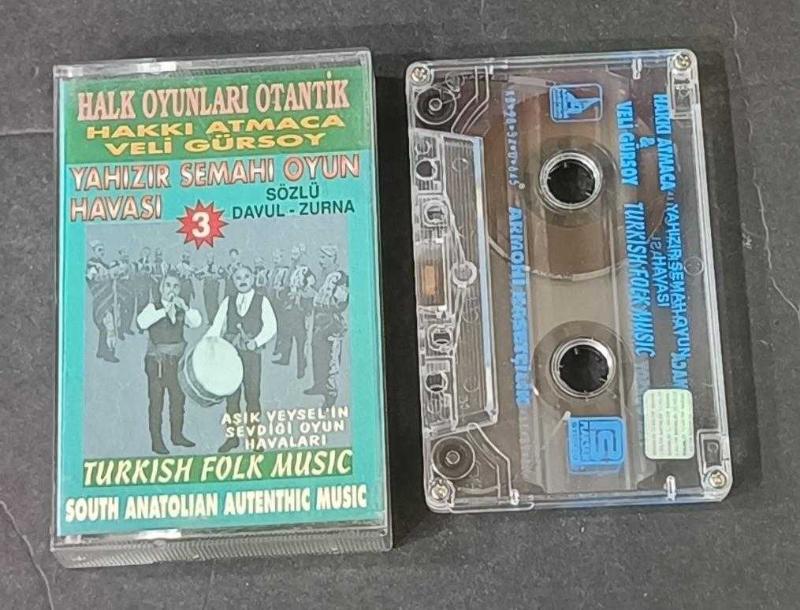 HALK OYUNLARI OTANTİK
HAKKI ATMACA
VELİ GÜRSOY
YAHIZIR SEMAHI OYUN
HAVASI
SÖZLÜ
DAVUL - ZURNA
3
AŞIK VEYSEL'İN
SEVDİĞİ OYUN
HAVALARI
TURKISH FOLK MUSIC
SOUTH ANATOLIAN AUTENTHIC MUSIC
HAKKI ATMACA
&
VELİ GÜRSOY
YAHIZIR SEMAHI OYUN
HAVASI
TURKISH FOLK MUSIC